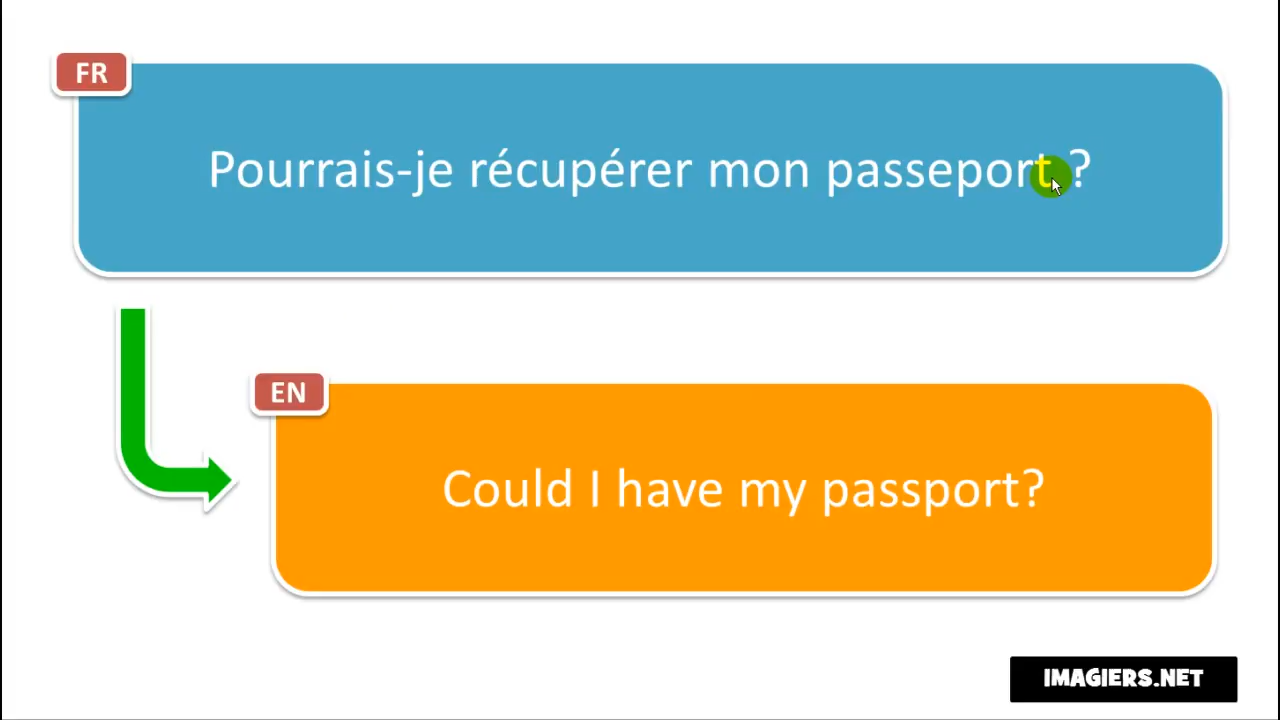 FR
Pourrais-je récupérer mon passeport ?
EN
Could I have my passport?
IMAGIERS.NET